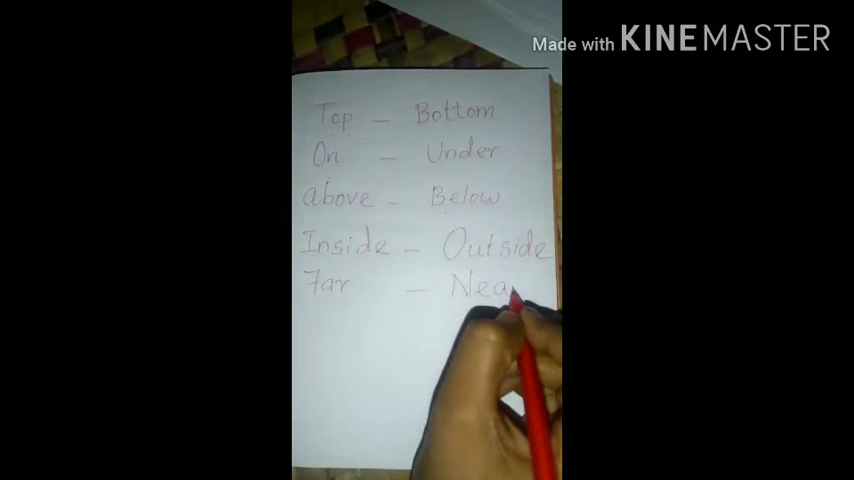 Made with KINEMASTER
Top - Bottom
On - Under
above - Below
Inside - Outside
Far - Nea